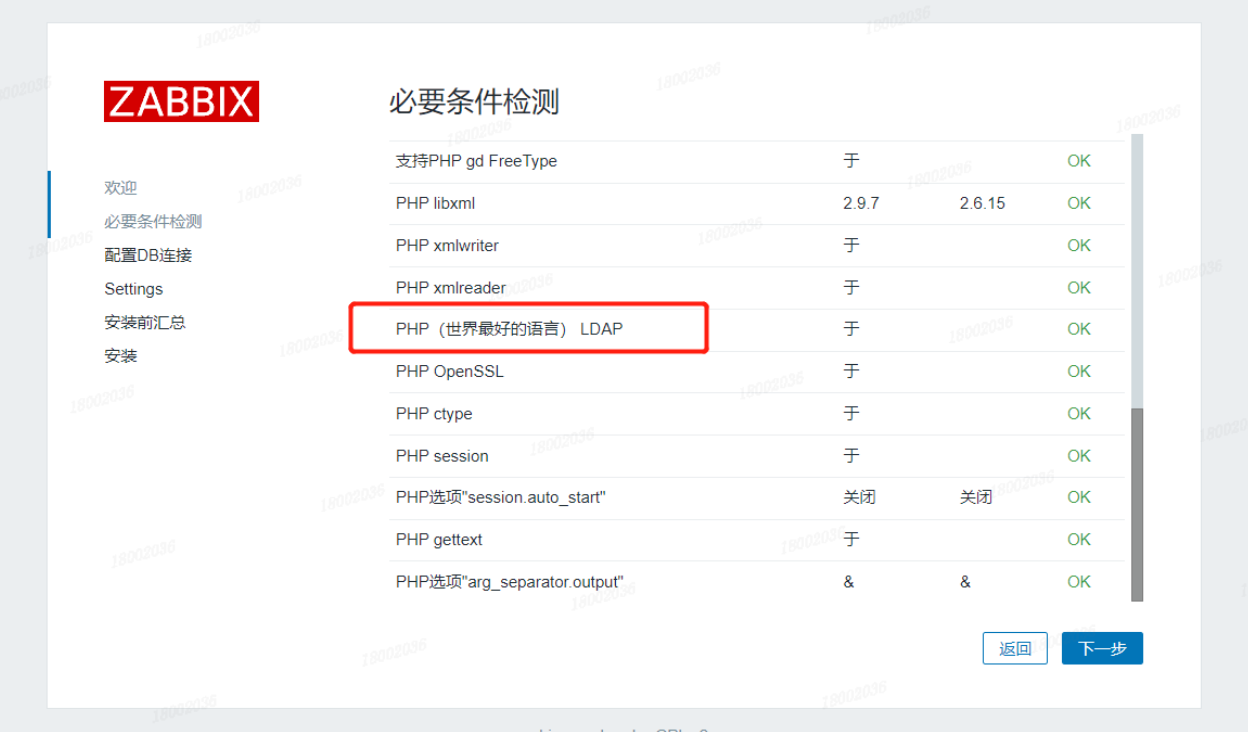 ZABBIX
必要条件检测
欢迎
必要条件检测
配置DB连接
Settings
安装前汇总
安装
支持PHP gd FreeType 于 OK
PHP libxml 2.9.7 2.6.15 OK
PHP xmlwriter 于 OK
PHP xmlreader 于 OK
PHP（世界最好的语言） LDAP 于 OK
PHP OpenSSL 于 OK
PHP ctype 于 OK
PHP session 于 OK
PHP选项"session.auto_start" 关闭 关闭 OK
PHP gettext 于 OK
PHP选项"arg_separator.output" & & OK
返回 下一步
18002036